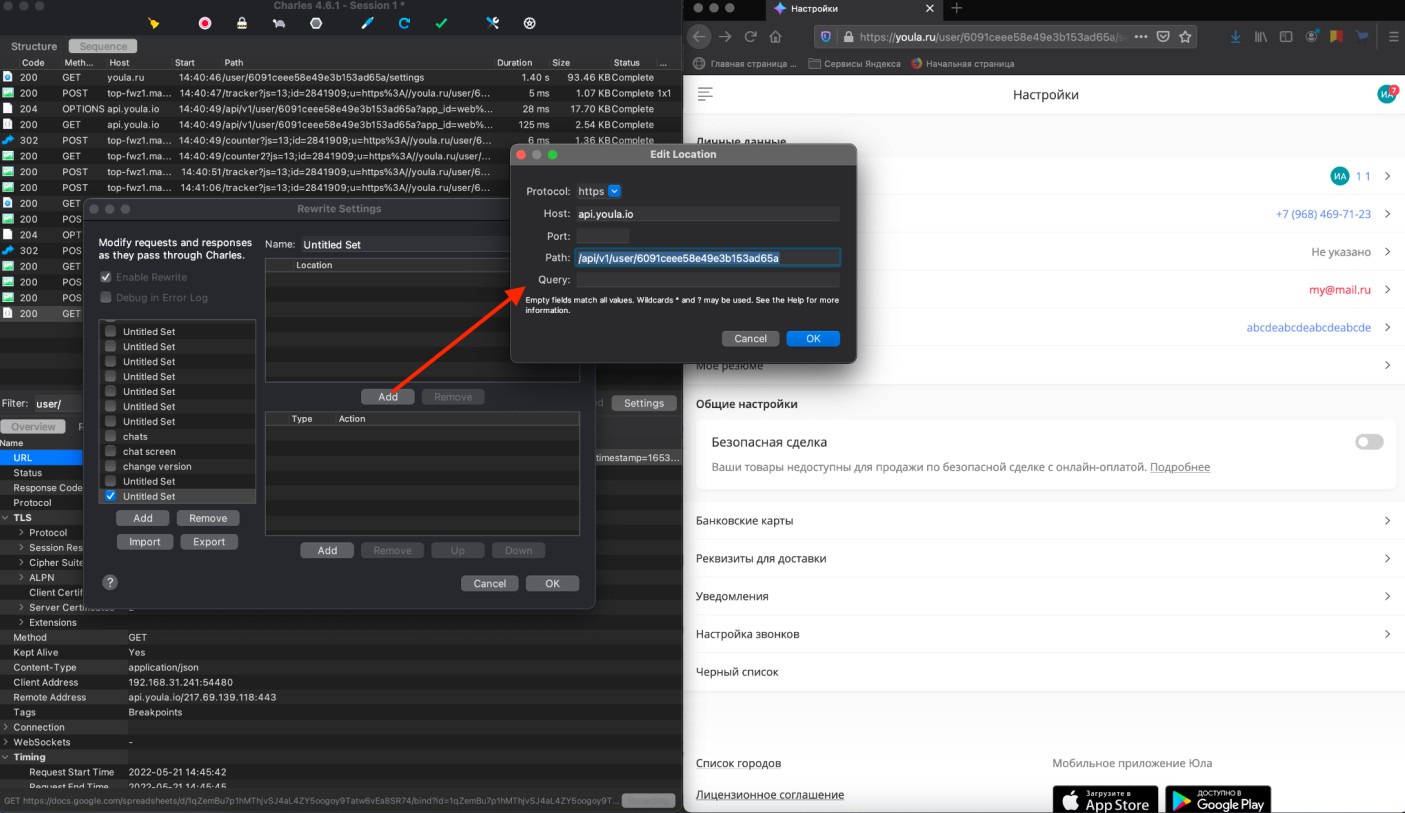 Charles 4.6.1 - Session 1 *
Structure Sequence
Code Meth... Host Start Path Duration Size Status ...
200 GET youla.ru 14:40:46 /user/6091ceee58e49e3b153ad65a/settings 1.40 s 93.46 KB Complete
200 POST top-fwz1.ma... 14:40:47 /tracker?js=13;id=2841909;u=https%3A//youla.ru/user/6... 5 ms 1.07 KB Complete 1x1
204 OPTIONS api.youla.io 14:40:49 /api/v1/user/6091ceee58e49e3b153ad65a?app_id=web%... 28 ms 17.70 KB Complete
200 GET api.youla.io 14:40:49 /api/v1/user/6091ceee58e49e3b153ad65a?app_id=web%... 125 ms 2.54 KB Complete
302 POST top-fwz1.ma... 14:40:49 /counter?js=13;id=2841909;u=https%3A//youla.ru/user/6... 6 ms 1.36 KB Complete
200 GET top-fwz1.ma... 14:40:49 /counter2?js=13;id=2841909;u=https%3A//youla.ru/user/...
200 POST top-fwz1.ma... 14:40:51 /tracker?js=13;id=2841909;u=https%3A//youla.ru/user/6...
200 POST top-fwz1.ma... 14:41:06 /tracker?js=13;id=2841909;u=https%3A//youla.ru/user/6...
200 GET
200 POS
204 OPT
302 POS
200 GET
200 POS
200 POS
200 GET
Filter: user/
Settings
Overview
Name
URL
timestamp=1653...
Status
Response Code
Protocol
TLS
Protocol
Session Res
Cipher Suite
ALPN
Client Certif
Server Certificates
Extensions
Method GET
Kept Alive Yes
Content-Type application/json
Client Address 192.168.31.241:54480
Remote Address api.youla.io/217.69.139.118:443
Tags Breakpoints
Connection
WebSockets -
Timing
Request Start Time 2022-05-21 14:45:42
Request End Time 2022-05-21 14:45:45
GET https://docs.google.com/spreadsheets/d/1qZemBu7p1hMThjvSJ4aL4ZY5oogoy9Tatw6vEa8SR74/bind?id=1qZemBu7p1hMThjvSJ4aL4ZY5oogoy9T...
Rewrite Settings
Modify requests and responses
as they pass through Charles.
Enable Rewrite
Debug in Error Log
Untitled Set
Untitled Set
Untitled Set
Untitled Set
Untitled Set
Untitled Set
Untitled Set
chats
chat screen
change version
Untitled Set
Untitled Set
Add Remove
Import Export
?
Name: Untitled Set
Location
Add Remove
Type Action
Add Remove Up Down
Cancel OK
Edit Location
Protocol: https
Host: api.youla.io
Port:
Path: /api/v1/user/6091ceee58e49e3b153ad65a
Query:
Empty fields match all values. Wildcards * and ? may be used. See the Help for more
information.
Cancel OK
Настройки
https://youla.ru/user/6091ceee58e49e3b153ad65a/s
Главная страница ... Сервисы Яндекса Начальная страница
Настройки
ИА 7
Личные данные
ИА 1 1
+7 (968) 469-71-23
Не указано
my@mail.ru
abcdeabcdeabcdeabcde
Мое резюме
Общие настройки
Безопасная сделка
Ваши товары недоступны для продажи по безопасной сделке с онлайн-оплатой. Подробнее
Банковские карты
Реквизиты для доставки
Уведомления
Настройка звонков
Черный список
Список городов
Мобильное приложение Юла
Лицензионное соглашение
Загрузите в
App Store
ДОСТУПНО В
Google Play